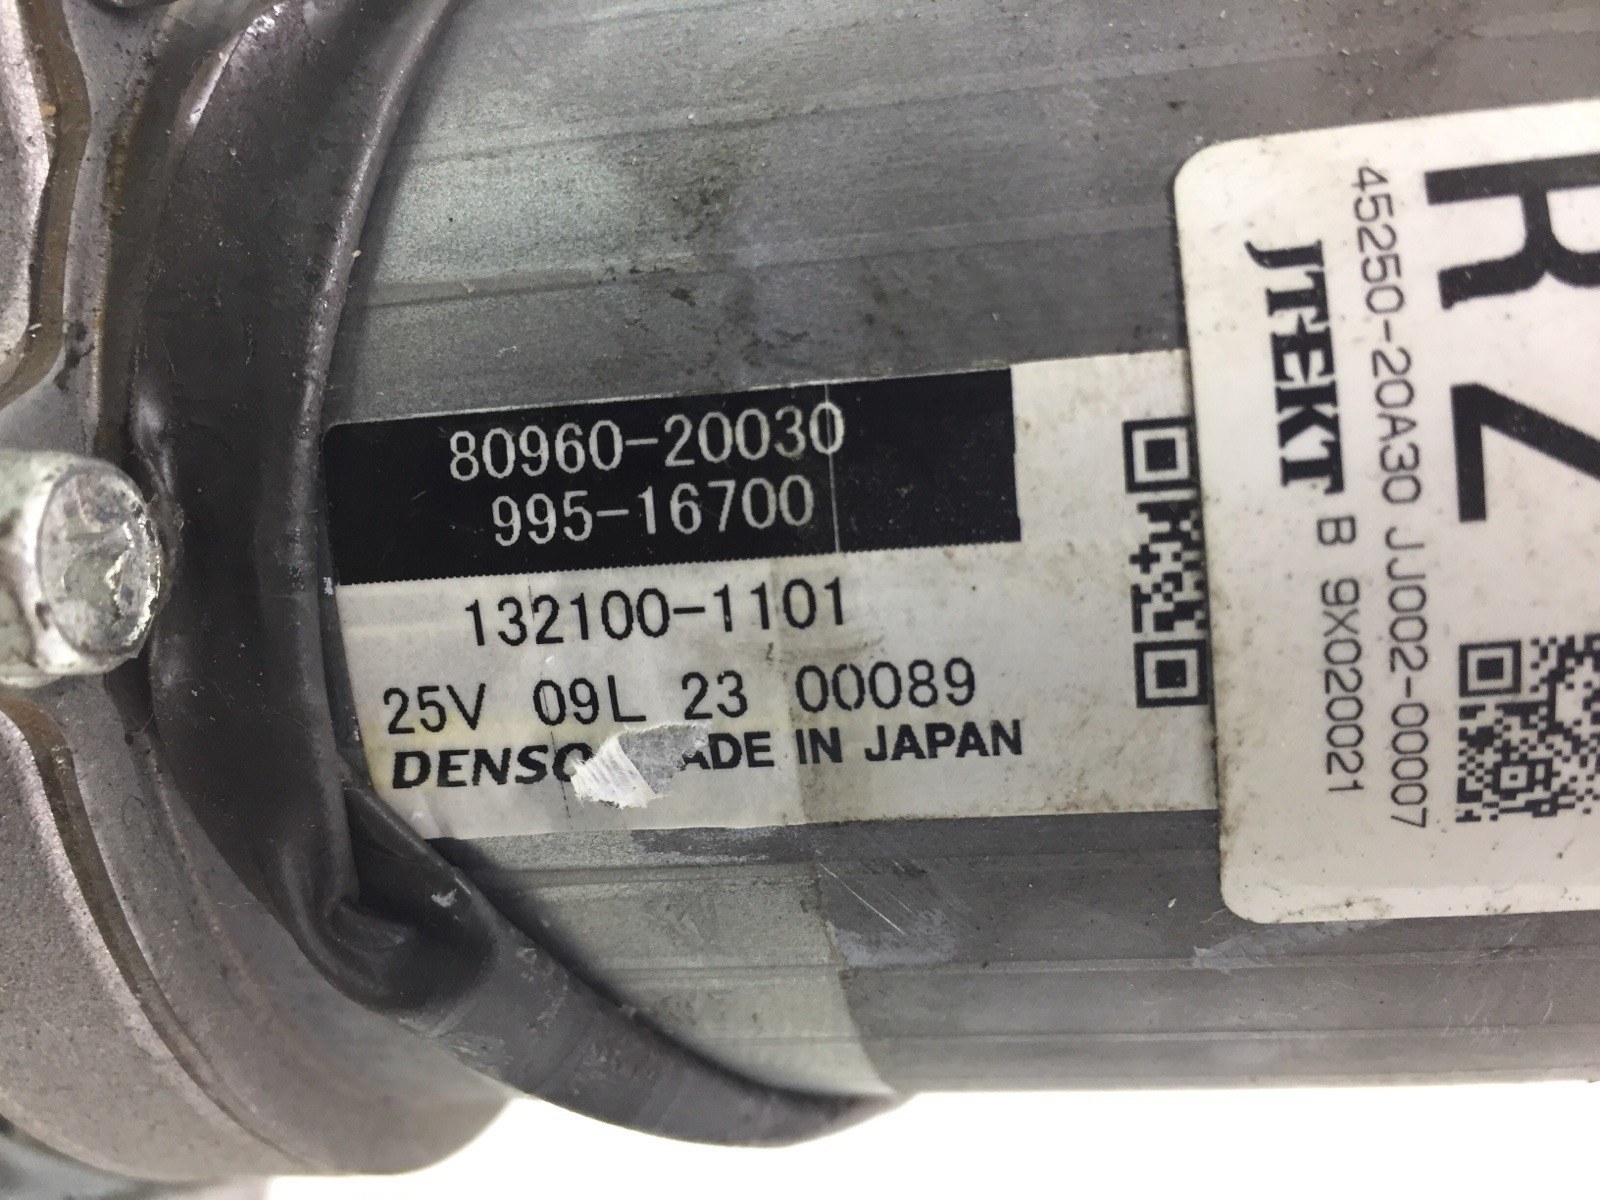 80960-20030
995-16700
132100-1101
25V 09L 23 00089
DENSO ADE IN JAPAN
RZ
45250-20A30 JJ002-00007
JTEKT B 9X020021